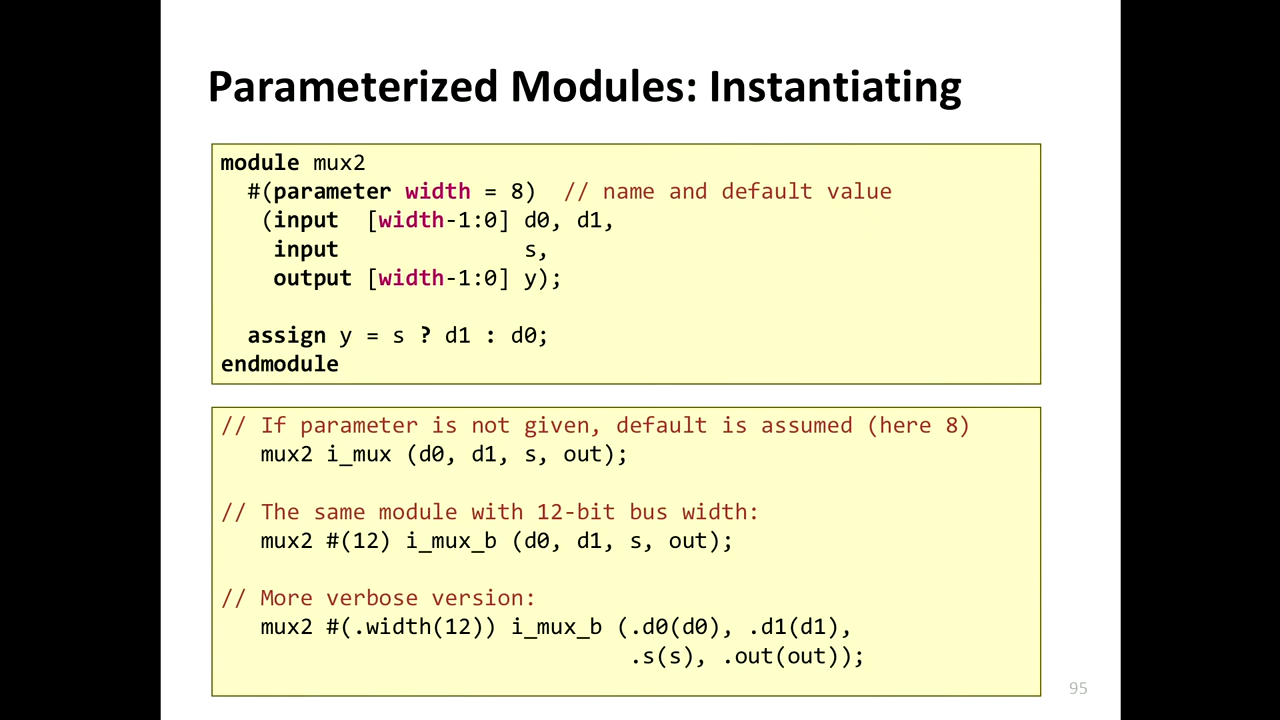 Parameterized Modules: Instantiating
module mux2
  #(parameter width = 8)  // name and default value
   (input  [width-1:0] d0, d1,
    input              s,
    output [width-1:0] y);

  assign y = s ? d1 : d0;
endmodule
// If parameter is not given, default is assumed (here 8)
   mux2 i_mux (d0, d1, s, out);

// The same module with 12-bit bus width:
   mux2 #(12) i_mux_b (d0, d1, s, out);

// More verbose version:
   mux2 #(.width(12)) i_mux_b (.d0(d0), .d1(d1),
                               .s(s), .out(out));
95